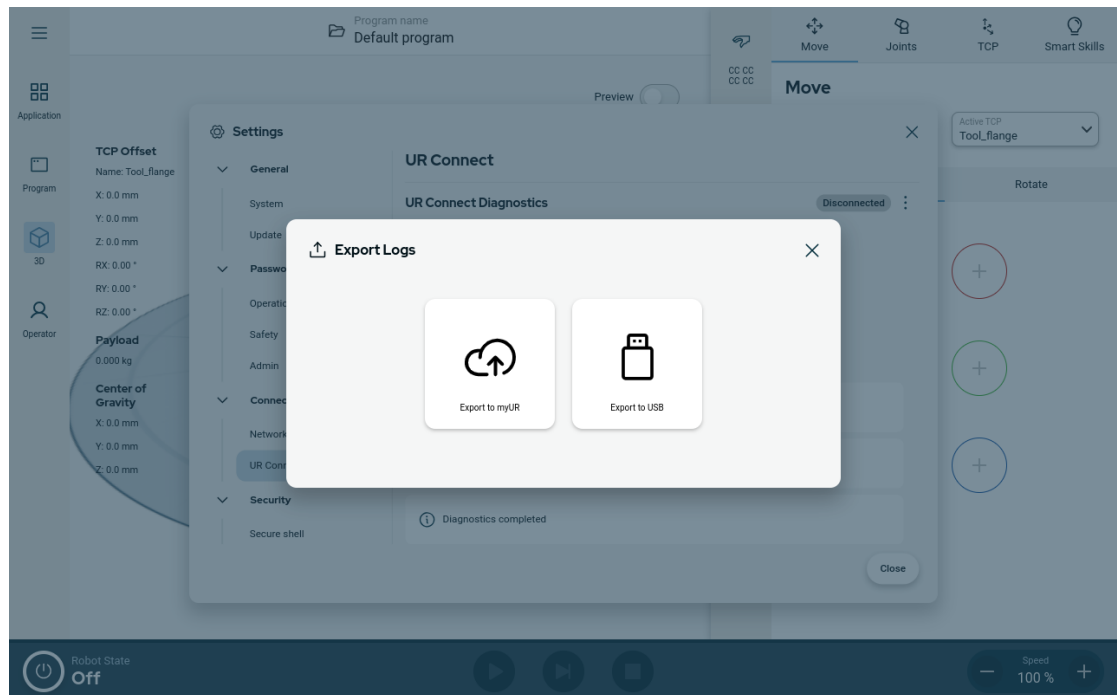 Program name
Default program
Move
Joints
TCP
Smart Skills
Application
Program
3D
Operator
CC CC
CC CC
Preview
Move
Active TCP
Tool_flange
Rotate
TCP Offset
Name: Tool_flange
X: 0.0 mm
Y: 0.0 mm
Z: 0.0 mm
RX: 0.00 °
RY: 0.00 °
RZ: 0.00 °
Payload
0.000 kg
Center of
Gravity
X: 0.0 mm
Y: 0.0 mm
Z: 0.0 mm
Settings
General
System
Update
Passwo
Operatio
Safety
Admin
Connec
Network
UR Conn
Security
Secure shell
UR Connect
UR Connect Diagnostics
Disconnected
Export Logs
Export to myUR
Export to USB
Diagnostics completed
Close
Robot State
Off
Speed
100 %